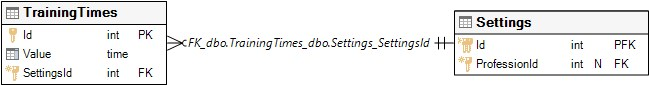 TrainingTimes
Id int PK
Value time
SettingsId int FK
FK_dbo.TrainingTimes_dbo.Settings_SettingsId
Settings
Id int PFK
ProfessionId int N FK